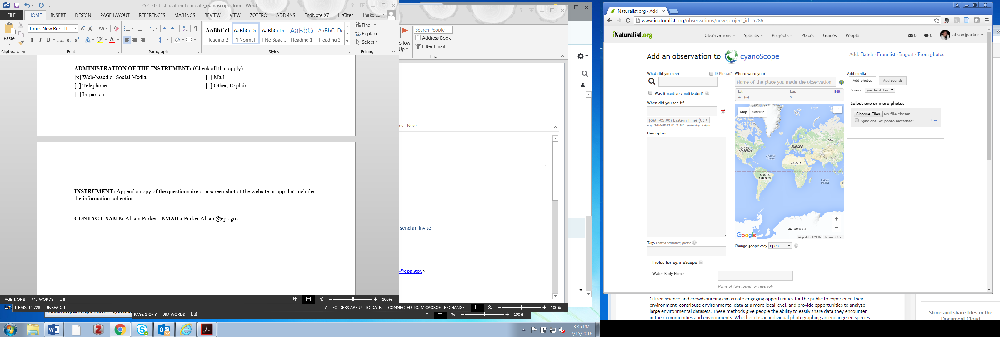 2521 02 Justification Template_cyanoscope.docx - Word
FILE HOME INSERT DESIGN PAGE LAYOUT REFERENCES MAILINGS REVIEW VIEW ZOTERO ADD-INS EndNote X7 LitCiter Parker,...
Paste
Clipboard
Times New Ro 11
Aa
B I U abc x₂ x² A ab A
Font
Paragraph
AaBbCcI AaBbCcDd AaBbCcDd AaBbC AaBbCcD
Heading 2 ¶ Normal ¶ No Spac... Heading 1 Heading 3
Styles
Find
Replace
Select
Editing
ADMINISTRATION OF THE INSTRUMENT: (Check all that apply)
[x] Web-based or Social Media [ ] Mail
[ ] Telephone [ ] Other, Explain
[ ] In-person
INSTRUMENT: Append a copy of the questionnaire or a screen shot of the website or app that includes
the information collection.
CONTACT NAME: Alison Parker EMAIL: Parker.Alison@epa.gov
PAGE 1 OF 3 742 WORDS 100%
ITEMS: 14,728 UNREAD: 1 ALL FOLDERS ARE UP TO DATE. CONNECTED TO: MICROSOFT EXCHANGE 100%
PAGE 1 OF 3 997 WORDS 100%
ollow
Up
Search People
Address Book
Filter Email
Find
es Never
send an invite.
@epa.gov>
3:35 PM
7/15/2016
iNaturalist.org · Add
www.inaturalist.org/observations/new?project_id=5286
iNaturalist.org Observations Species Projects Places Guides People 0 0 alisonjparker
Add an observation to cyanoScope
Add: Batch · From list · Import · From photos
What did you see? ID Please?
Was it captive / cultivated?
When did you see it?
(GMT-05:00) Eastern Time (US
e.g. "2016-07-15 12:16:30" , yesterday at 4pm
Description
Tags Comma-separated, please
Where were you?
Name of the place you made the observation
Lat: Lon: Edit
Acc (m): Src:
Map Satellite
NORTH
AMERICA
Atlantic
Ocean
EUROPE
ASIA
AFRICA
SOUTH
AMERICA
Indian
Ocean
O
ANTARCTICA
Google
Map data ©2016 Terms of Use
Change geoprivacy open
Add media
Add photos Add sounds
Source: your hard drive
Select one or more photos
Choose Files No file chosen
Sync obs. w/ photo metadata? clear
Fields for cyanoScope
Water Body Name
Name of lake, pond, or reservoir
Citizen science and crowdsourcing can create engaging opportunities for the public to experience their
environment, contribute environmental data at a more local level, and provide opportunities to analyze
large environmental datasets. These methods give people the ability to easily share data they encounter
in their communities and environments. Whether it is an individual photographing an endangered species
Store and share files in the
Document Cloud